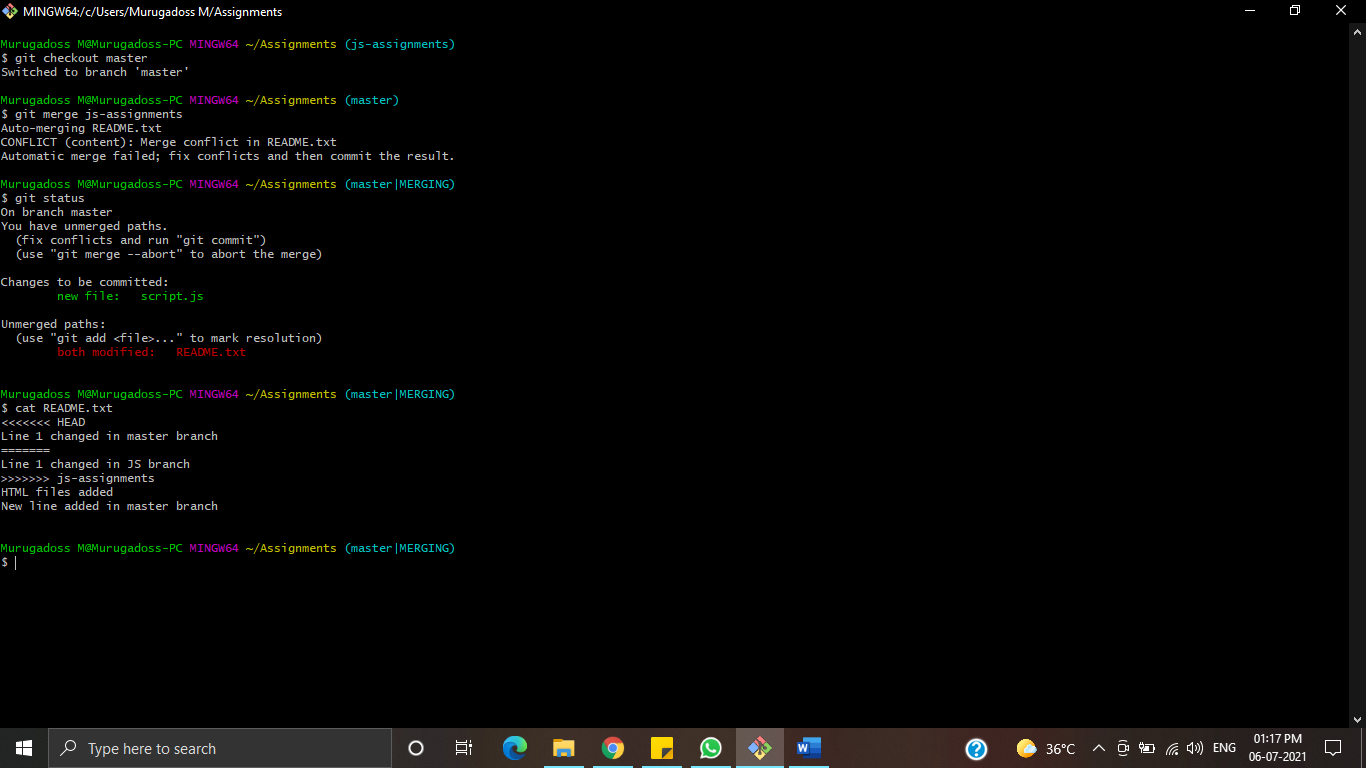 MINGW64:/c/Users/Murugadoss M/Assignments
Murugadoss M@Murugadoss-PC MINGW64 ~/Assignments (js-assignments)
$ git checkout master
Switched to branch 'master'
Murugadoss M@Murugadoss-PC MINGW64 ~/Assignments (master)
$ git merge js-assignments
Auto-merging README.txt
CONFLICT (content): Merge conflict in README.txt
Automatic merge failed; fix conflicts and then commit the result.
Murugadoss M@Murugadoss-PC MINGW64 ~/Assignments (master|MERGING)
$ git status
On branch master
You have unmerged paths.
  (fix conflicts and run "git commit")
  (use "git merge --abort" to abort the merge)
Changes to be committed:
        new file:   script.js
Unmerged paths:
  (use "git add <file>..." to mark resolution)
        both modified:   README.txt
Murugadoss M@Murugadoss-PC MINGW64 ~/Assignments (master|MERGING)
$ cat README.txt
<<<<<<< HEAD
Line 1 changed in master branch
=======
Line 1 changed in JS branch
>>>>>>> js-assignments
HTML files added
New line added in master branch
Murugadoss M@Murugadoss-PC MINGW64 ~/Assignments (master|MERGING)
$
Type here to search
36°C
ENG
01:17 PM
06-07-2021